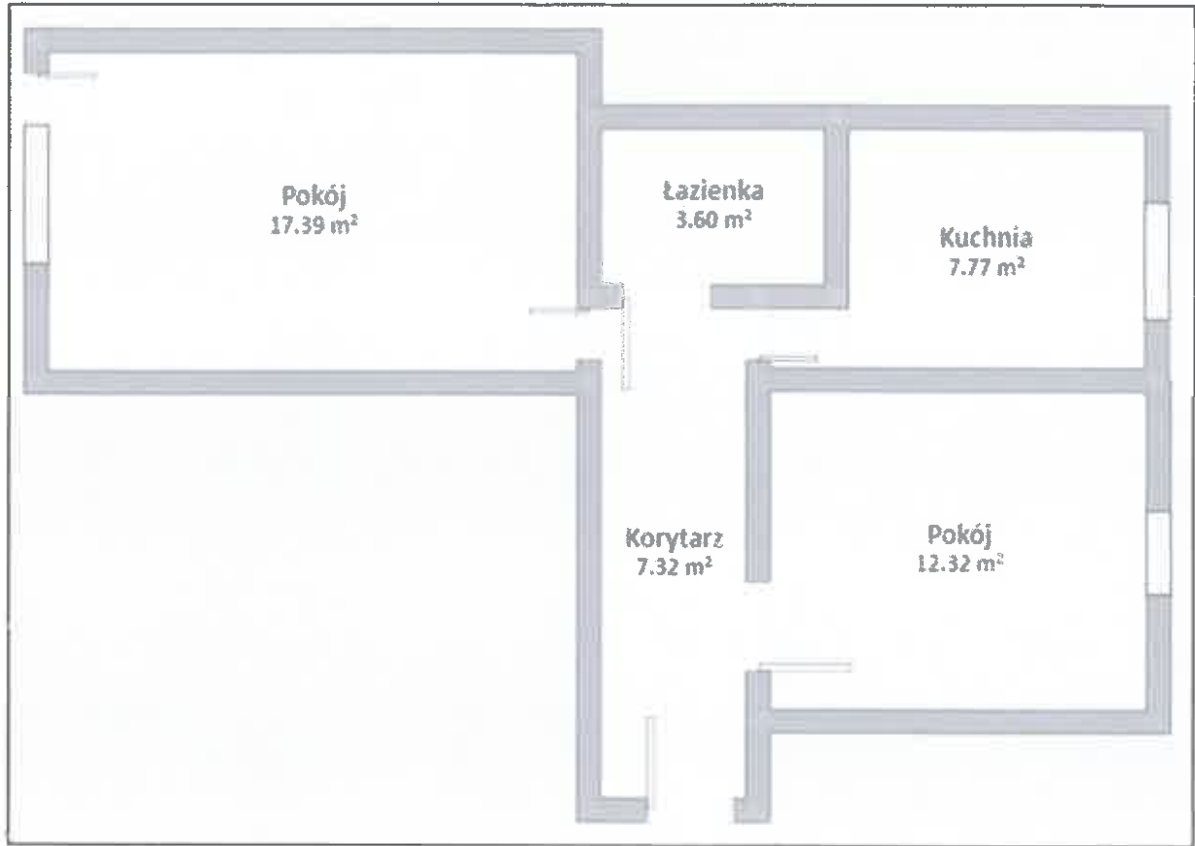 Pokój
17.39 m²
Łazienka
3.60 m²
Kuchnia
7.77 m²
Korytarz
7.32 m²
Pokój
12.32 m²